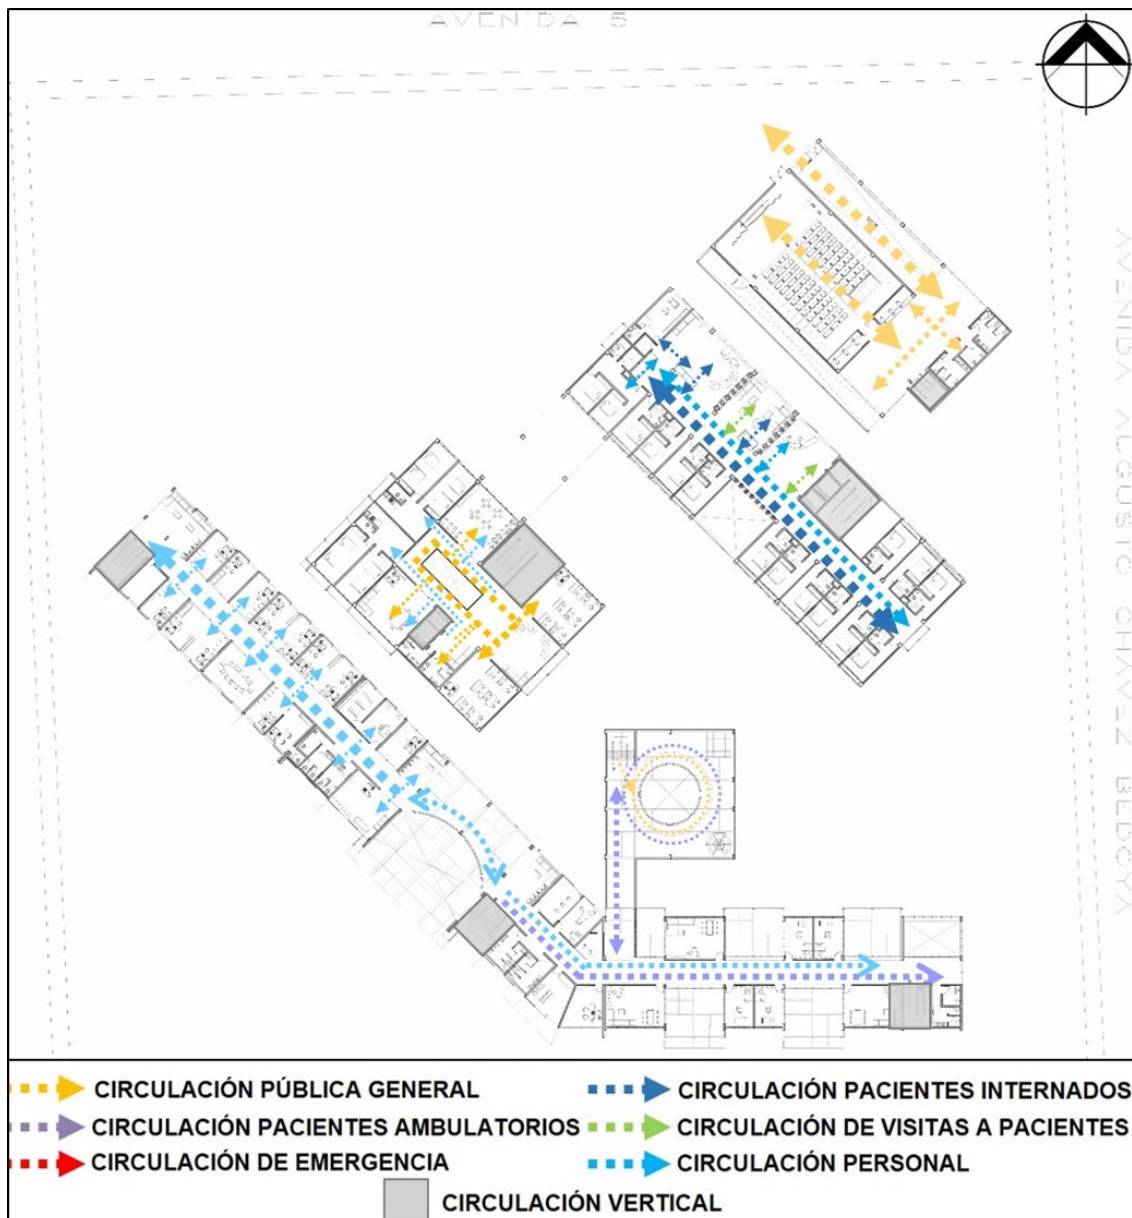 AVENIDA 5
AVENIDA AUGUSTO CHAVEZ BEDOYA
CIRCULACIÓN PÚBLICA GENERAL
CIRCULACIÓN PACIENTES INTERNADOS
CIRCULACIÓN PACIENTES AMBULATORIOS
CIRCULACIÓN DE VISITAS A PACIENTES
CIRCULACIÓN DE EMERGENCIA
CIRCULACIÓN PERSONAL
CIRCULACIÓN VERTICAL